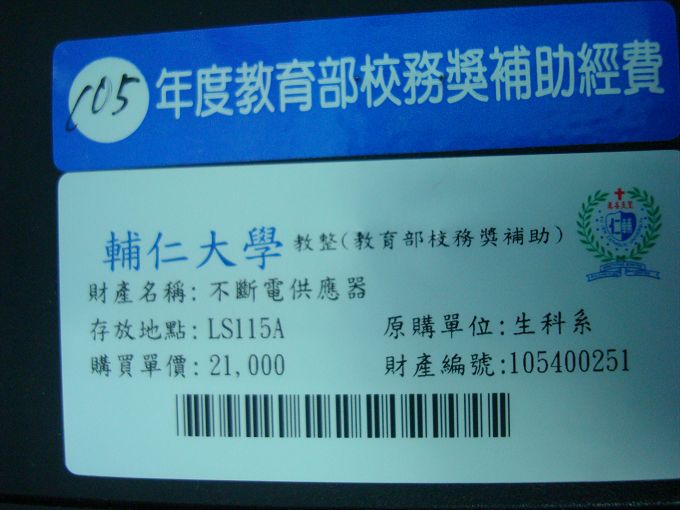 105 年度教育部校務獎補助經費
輔仁大學 教整(教育部校務獎補助)
財產名稱: 不斷電供應器
存放地點: LS115A 原購單位: 生科系
購買單價: 21,000 財產編號:105400251